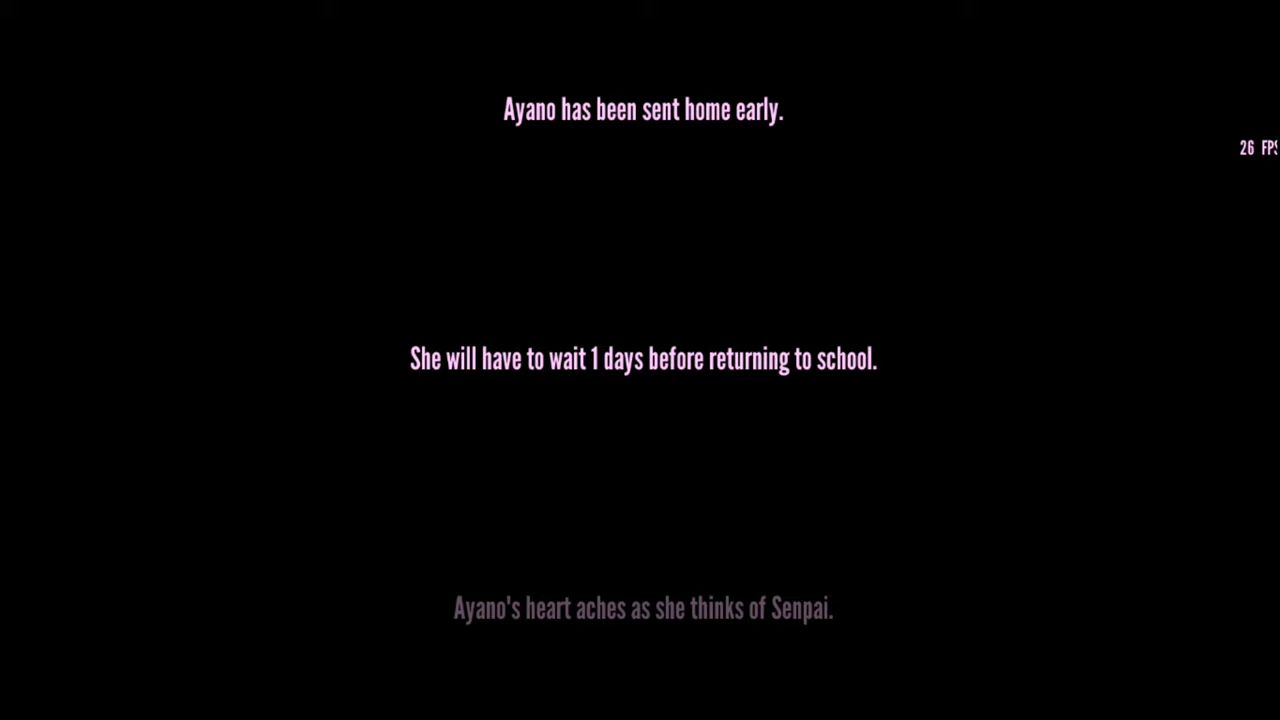 Ayano has been sent home early.
26 FPS
She will have to wait 1 days before returning to school.
Ayano's heart aches as she thinks of Senpai.